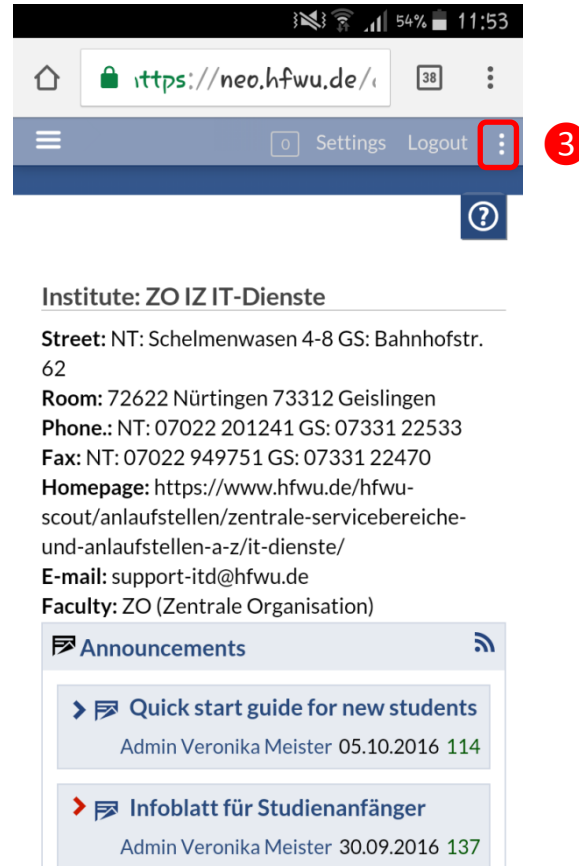 54% 11:53
ttps://neo.hfwu.de/ 38
0 Settings Logout 3
?
Institute: ZO IZ IT-Dienste
Street: NT: Schelmenwasen 4-8 GS: Bahnhofstr.
62
Room: 72622 Nürtingen 73312 Geislingen
Phone.: NT: 07022 201241 GS: 07331 22533
Fax: NT: 07022 949751 GS: 07331 22470
Homepage: https://www.hfwu.de/hfwu-
scout/anlaufstellen/zentrale-servicebereiche-
und-anlaufstellen-a-z/it-dienste/
E-mail: support-itd@hfwu.de
Faculty: ZO (Zentrale Organisation)
Announcements
Quick start guide for new students
Admin Veronika Meister 05.10.2016 114
Infoblatt für Studienanfänger
Admin Veronika Meister 30.09.2016 137